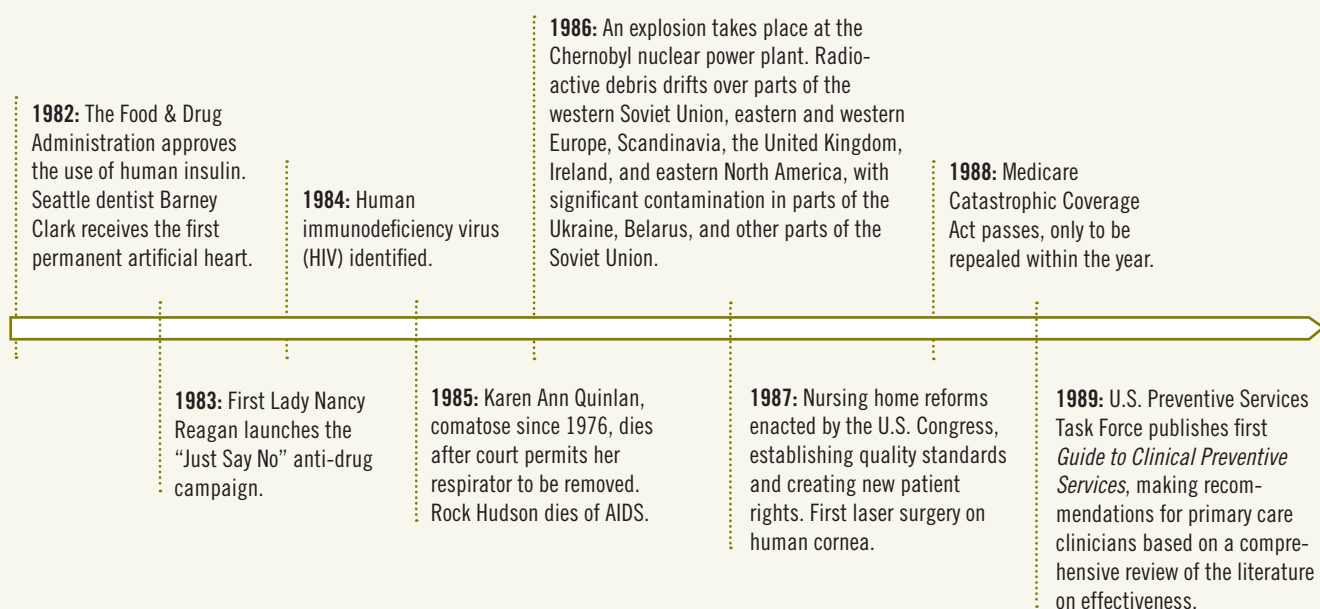 1982: The Food & Drug
Administration approves
the use of human insulin.
Seattle dentist Barney
Clark receives the first
permanent artificial heart.
1983: First Lady Nancy
Reagan launches the
“Just Say No” anti-drug
campaign.
1984: Human
immunodeficiency virus
(HIV) identified.
1985: Karen Ann Quinlan,
comatose since 1976, dies
after court permits her
respirator to be removed.
Rock Hudson dies of AIDS.
1986: An explosion takes place at the
Chernobyl nuclear power plant. Radio-
active debris drifts over parts of the
western Soviet Union, eastern and western
Europe, Scandinavia, the United Kingdom,
Ireland, and eastern North America, with
significant contamination in parts of the
Ukraine, Belarus, and other parts of the
Soviet Union.
1987: Nursing home reforms
enacted by the U.S. Congress,
establishing quality standards
and creating new patient
rights. First laser surgery on
human cornea.
1988: Medicare
Catastrophic Coverage
Act passes, only to be
repealed within the year.
1989: U.S. Preventive Services
Task Force publishes first
Guide to Clinical Preventive
Services, making recom-
mendations for primary care
clinicians based on a compre-
hensive review of the literature
on effectiveness.